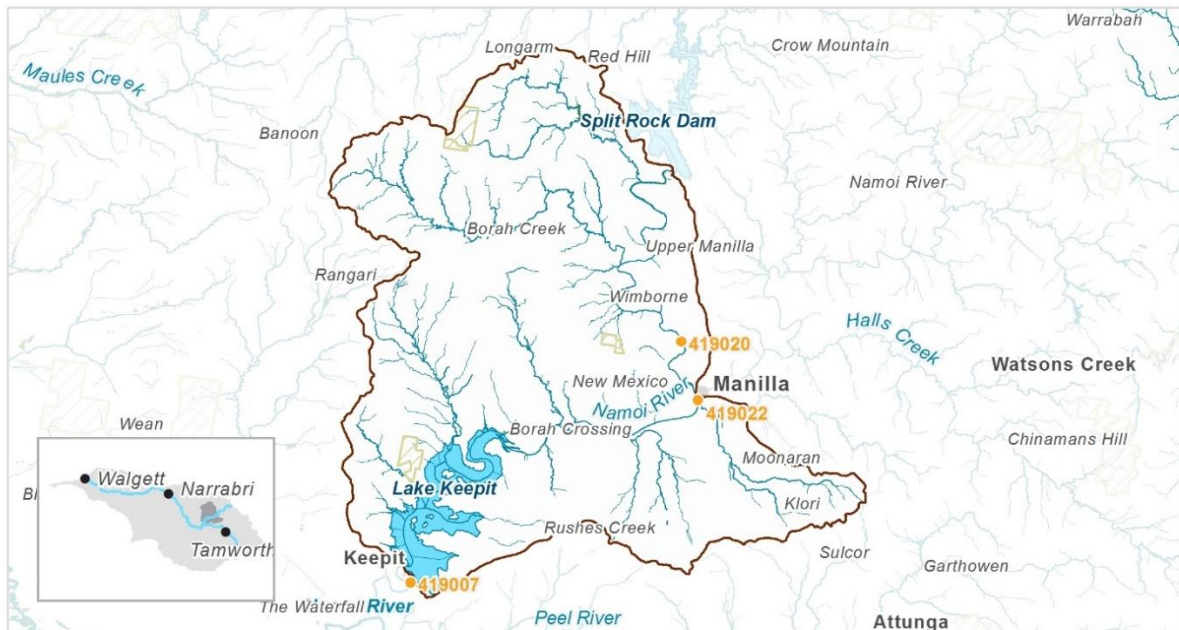 Longarm
Red Hill
Crow Mountain
Warrabah
Maules Creek
Banoon
Split Rock Dam
Namoi River
Borah Creek
Upper Manilla
Rangari
Wimborne
Halls Creek
419020
Watsons Creek
New Mexico
Manilla
Namoi River
419022
Wean
Borah Crossing
Chinamans Hill
Moonaran
Walgett
Narrabri
Lake Keepit
Klori
Rushes Creek
Tamworth
Keepit
Sulcor
Garthowen
419007
The Waterfall
River
Peel River
Attunga